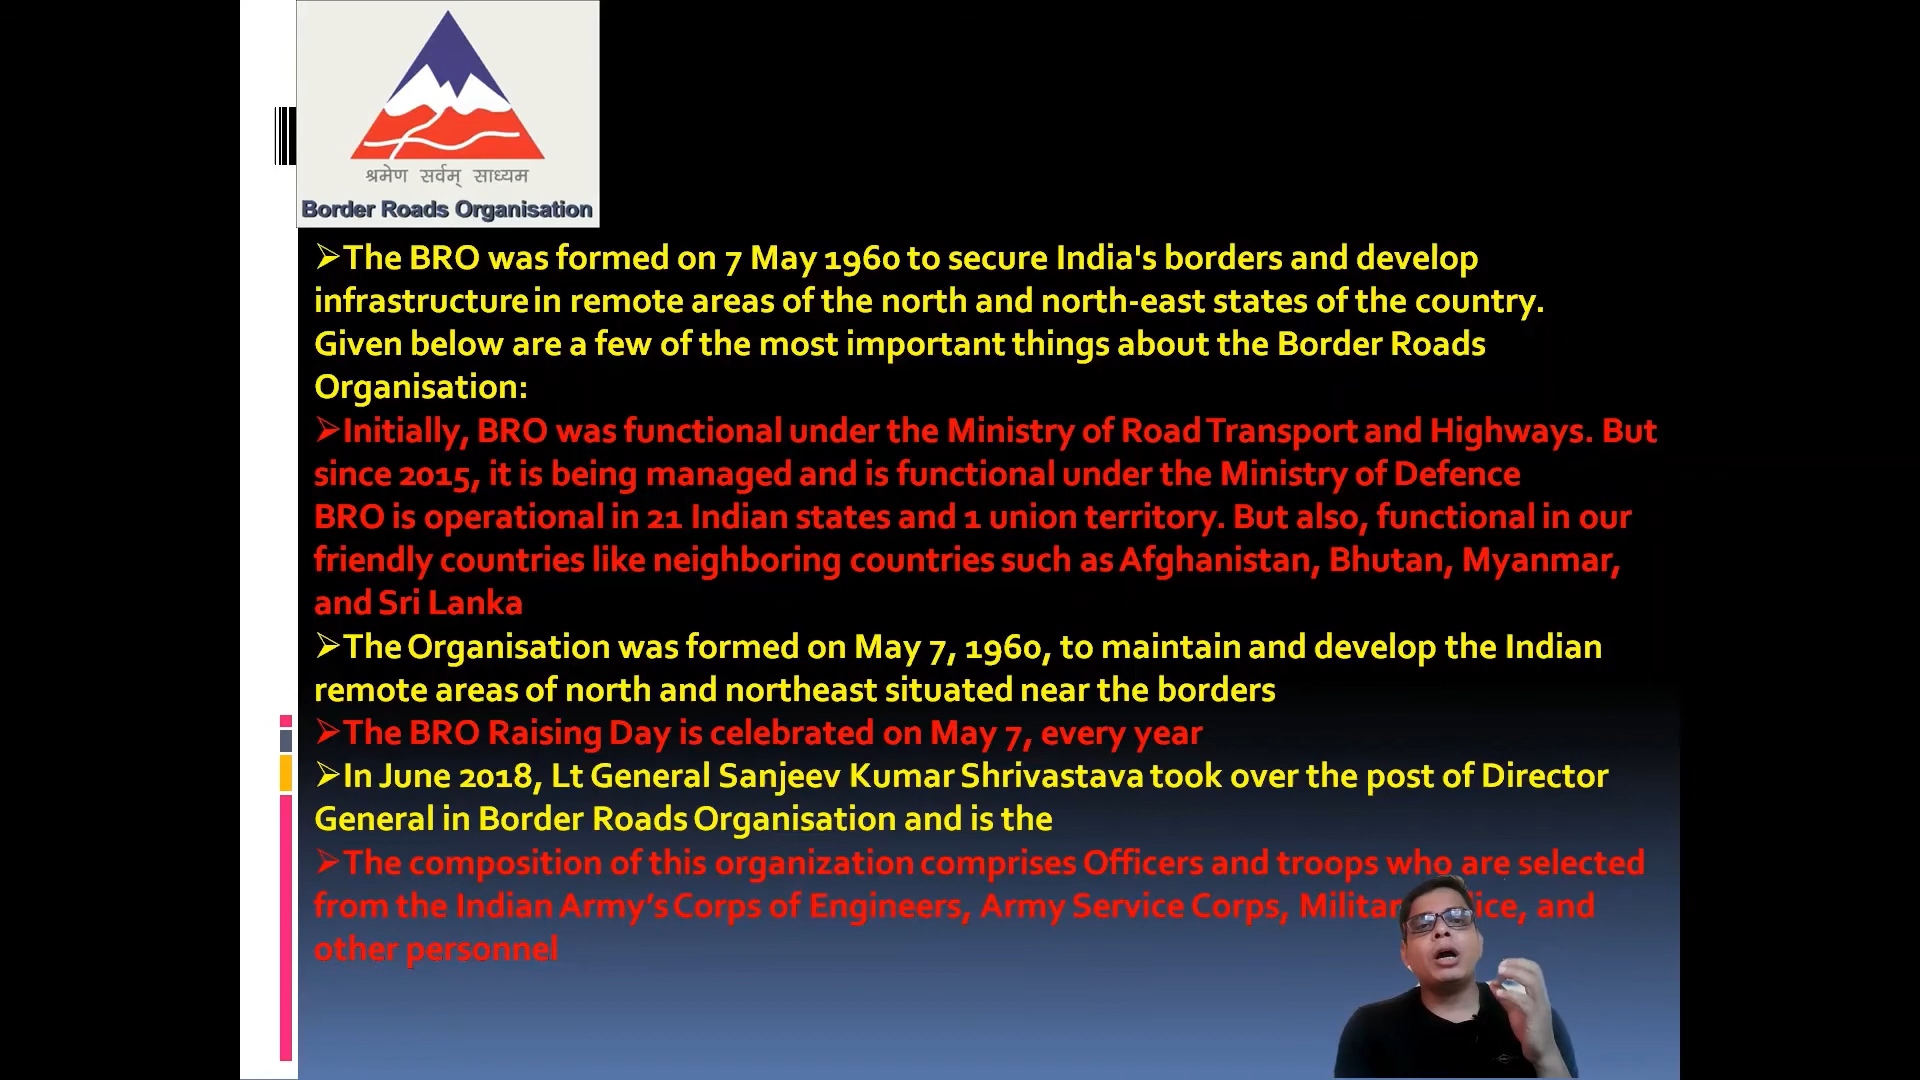 श्रमेण सर्वम् साध्यम
Border Roads Organisation
➢The BRO was formed on 7 May 1960 to secure India's borders and develop
infrastructure in remote areas of the north and north-east states of the country.
Given below are a few of the most important things about the Border Roads
Organisation:
➢Initially, BRO was functional under the Ministry of Road Transport and Highways. But
since 2015, it is being managed and is functional under the Ministry of Defence
BRO is operational in 21 Indian states and 1 union territory. But also, functional in our
friendly countries like neighboring countries such as Afghanistan, Bhutan, Myanmar,
and Sri Lanka
➢The Organisation was formed on May 7, 1960, to maintain and develop the Indian
remote areas of north and northeast situated near the borders
➢The BRO Raising Day is celebrated on May 7, every year
➢In June 2018, Lt General Sanjeev Kumar Shrivastava took over the post of Director
General in Border Roads Organisation and is the
➢The composition of this organization comprises Officers and troops who are selected
from the Indian Army’s Corps of Engineers, Army Service Corps, and
other personnel